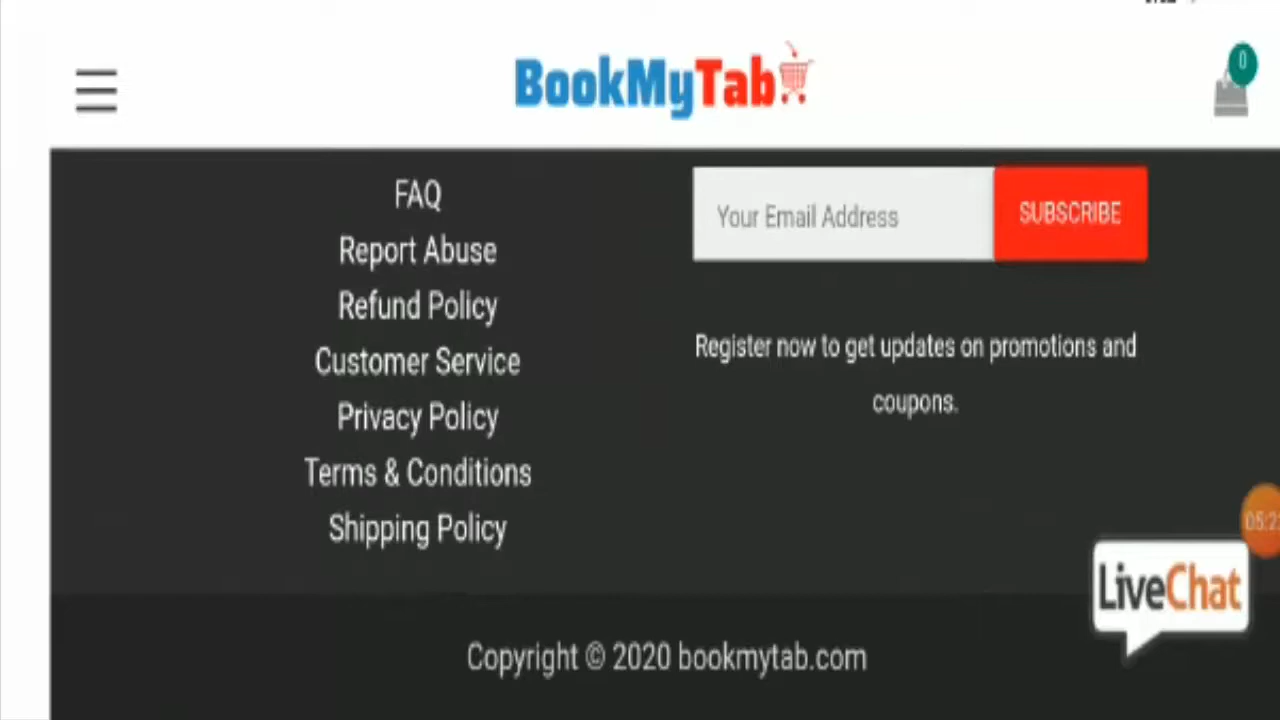 BookMyTab
0
FAQ
Report Abuse
Refund Policy
Customer Service
Privacy Policy
Terms & Conditions
Shipping Policy
Your Email Address
SUBSCRIBE
Register now to get updates on promotions and
coupons.
LiveChat
Copyright © 2020 bookmytab.com